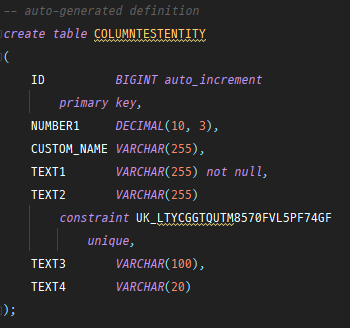 -- auto-generated definition
create table COLUMNTESTENTITY
(
    ID          BIGINT auto_increment
        primary key,
    NUMBER1     DECIMAL(10, 3),
    CUSTOM_NAME VARCHAR(255),
    TEXT1       VARCHAR(255) not null,
    TEXT2       VARCHAR(255)
        constraint UK_LTYCGGTQUTM8570FVL5PF74GF
            unique,
    TEXT3       VARCHAR(100),
    TEXT4       VARCHAR(20)
);